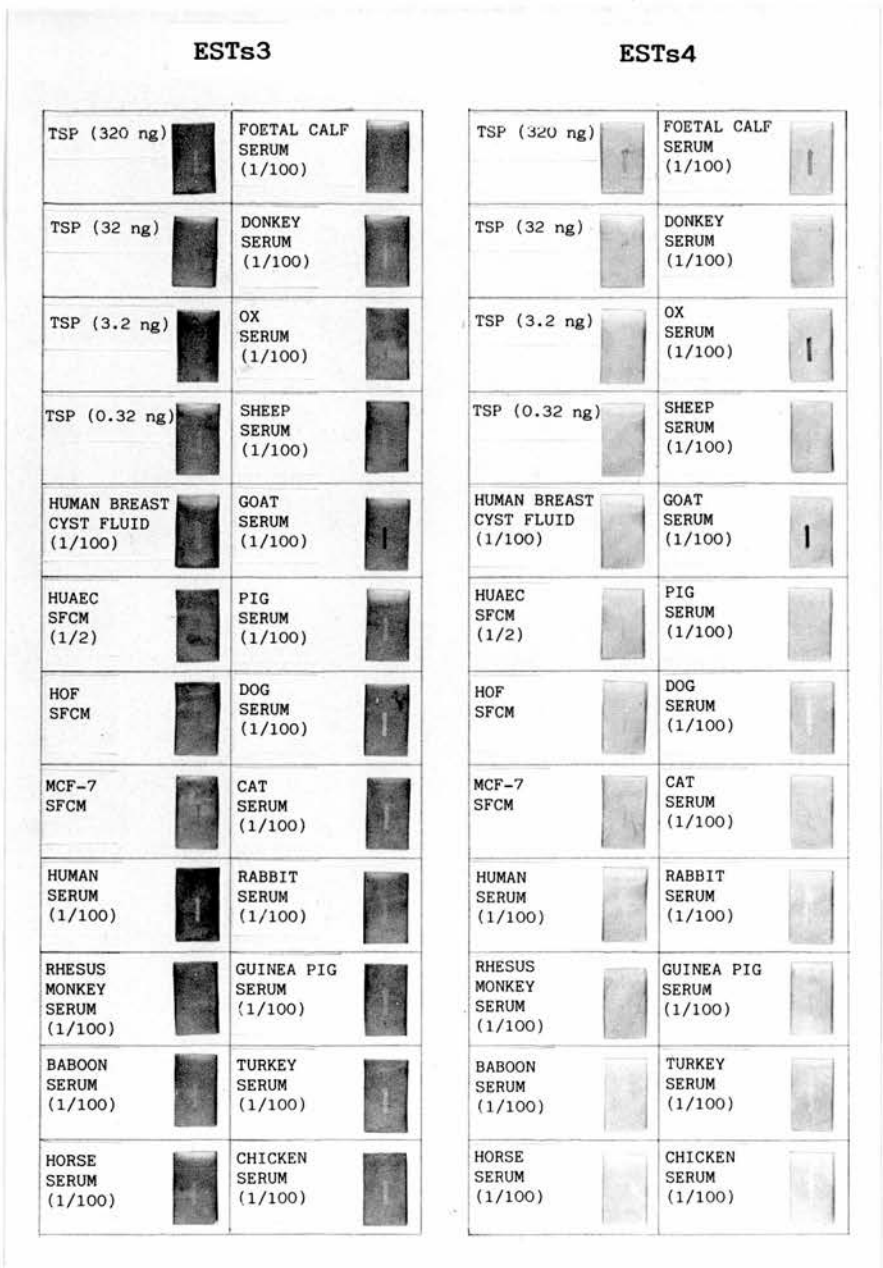 ESTs3
TSP (320 ng)
FOETAL CALF
SERUM
(1/100)
TSP (32 ng)
DONKEY
SERUM
(1/100)
TSP (3.2 ng)
OX
SERUM
(1/100)
TSP (0.32 ng)
SHEEP
SERUM
(1/100)
HUMAN BREAST
CYST FLUID
(1/100)
GOAT
SERUM
(1/100)
HUAEC
SFCM
(1/2)
PIG
SERUM
(1/100)
HOF
SFCM
DOG
SERUM
(1/100)
MCF-7
SFCM
CAT
SERUM
(1/100)
HUMAN
SERUM
(1/100)
RABBIT
SERUM
(1/100)
RHESUS
MONKEY
SERUM
(1/100)
GUINEA PIG
SERUM
(1/100)
BABOON
SERUM
(1/100)
TURKEY
SERUM
(1/100)
HORSE
SERUM
(1/100)
CHICKEN
SERUM
(1/100)
ESTs4
TSP (320 ng)
FOETAL CALF
SERUM
(1/100)
TSP (32 ng)
DONKEY
SERUM
(1/100)
TSP (3.2 ng)
OX
SERUM
(1/100)
TSP (0.32 ng)
SHEEP
SERUM
(1/100)
HUMAN BREAST
CYST FLUID
(1/100)
GOAT
SERUM
(1/100)
HUAEC
SFCM
(1/2)
PIG
SERUM
(1/100)
HOF
SFCM
DOG
SERUM
(1/100)
MCF-7
SFCM
CAT
SERUM
(1/100)
HUMAN
SERUM
(1/100)
RABBIT
SERUM
(1/100)
RHESUS
MONKEY
SERUM
(1/100)
GUINEA PIG
SERUM
(1/100)
BABOON
SERUM
(1/100)
TURKEY
SERUM
(1/100)
HORSE
SERUM
(1/100)
CHICKEN
SERUM
(1/100)